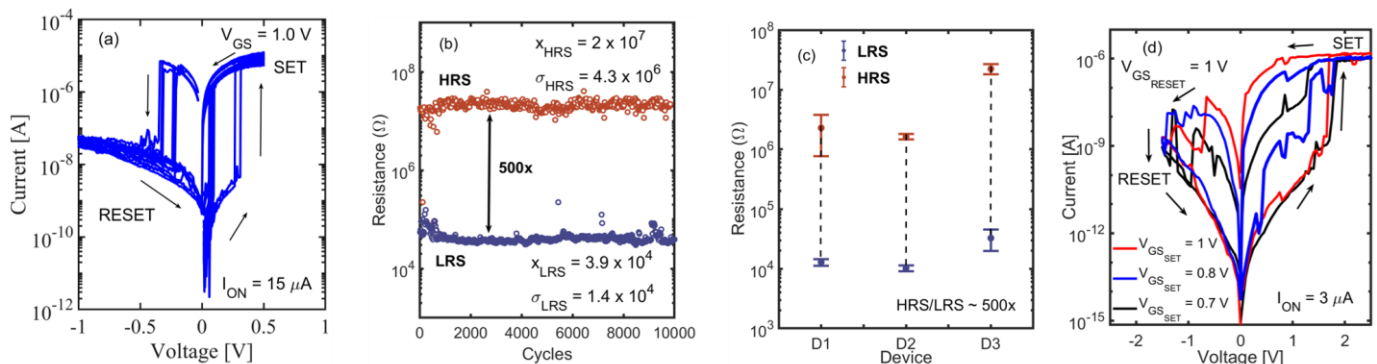 (a)
V_GS = 1.0 V
SET
RESET
I_ON = 15 μA
Current [A]
10^-4
10^-6
10^-8
10^-10
10^-12
-1
-0.5
0
0.5
1
Voltage [V]
(b)
x_HRS = 2 x 10^7
HRS
σ_HRS = 4.3 x 10^6
500x
LRS
x_LRS = 3.9 x 10^4
σ_LRS = 1.4 x 10^4
Resistance (Ω)
10^8
10^6
10^4
0
2000
4000
6000
8000
10000
Cycles
(c)
LRS
HRS
HRS/LRS ~ 500x
Resistance (Ω)
10^8
10^7
10^6
10^5
10^4
10^3
D1
D2
D3
Device
(d)
SET
V_GS_RESET = 1 V
RESET
V_GS_SET = 1 V
V_GS_SET = 0.8 V
V_GS_SET = 0.7 V
I_ON = 3 μA
Current [A]
10^-6
10^-9
10^-12
10^-15
-2
-1
0
1
2
Voltage [V]